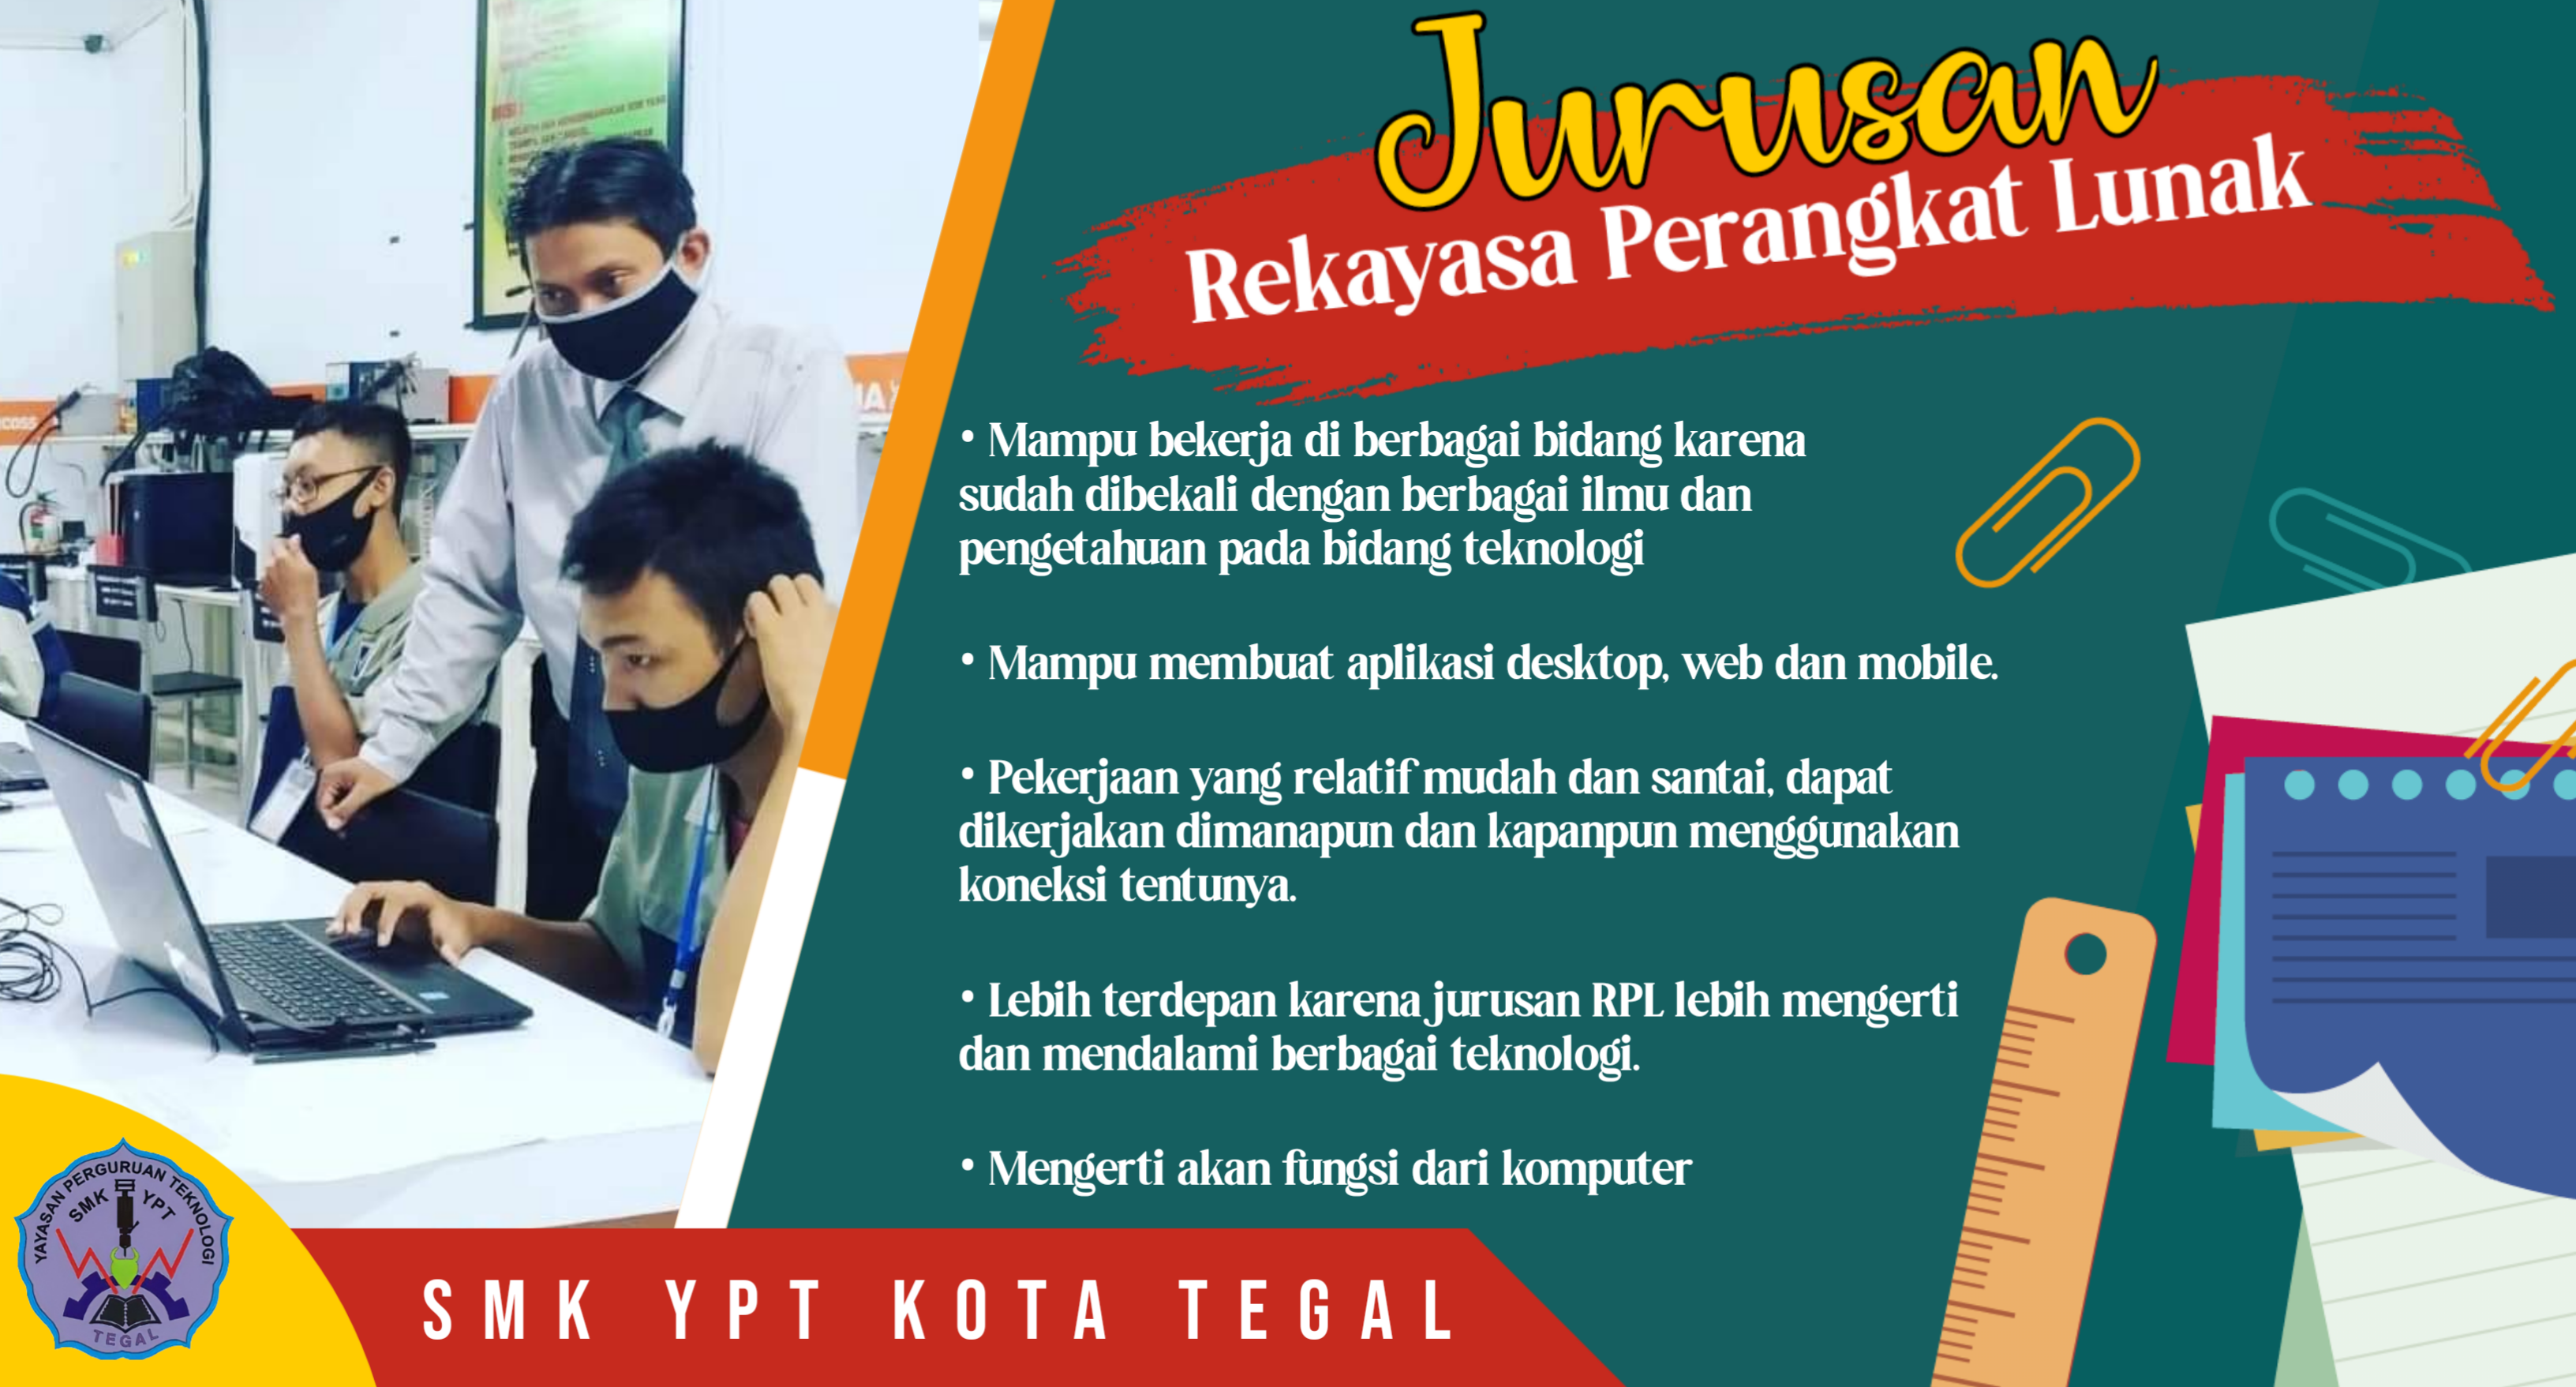 Jurusan
Rekayasa Perangkat Lunak
• Mampu bekerja di berbagai bidang karena
sudah dibekali dengan berbagai ilmu dan
pengetahuan pada bidang teknologi
• Mampu membuat aplikasi desktop, web dan mobile.
• Pekerjaan yang relatif mudah dan santai, dapat
dikerjakan dimanapun dan kapanpun menggunakan
koneksi tentunya.
• Lebih terdepan karena jurusan RPL lebih mengerti
dan mendalami berbagai teknologi.
• Mengerti akan fungsi dari komputer
YAYASAN PERGURUAN TEKNOLOGI
SMK YPT
TEGAL
SMK YPT KOTA TEGAL